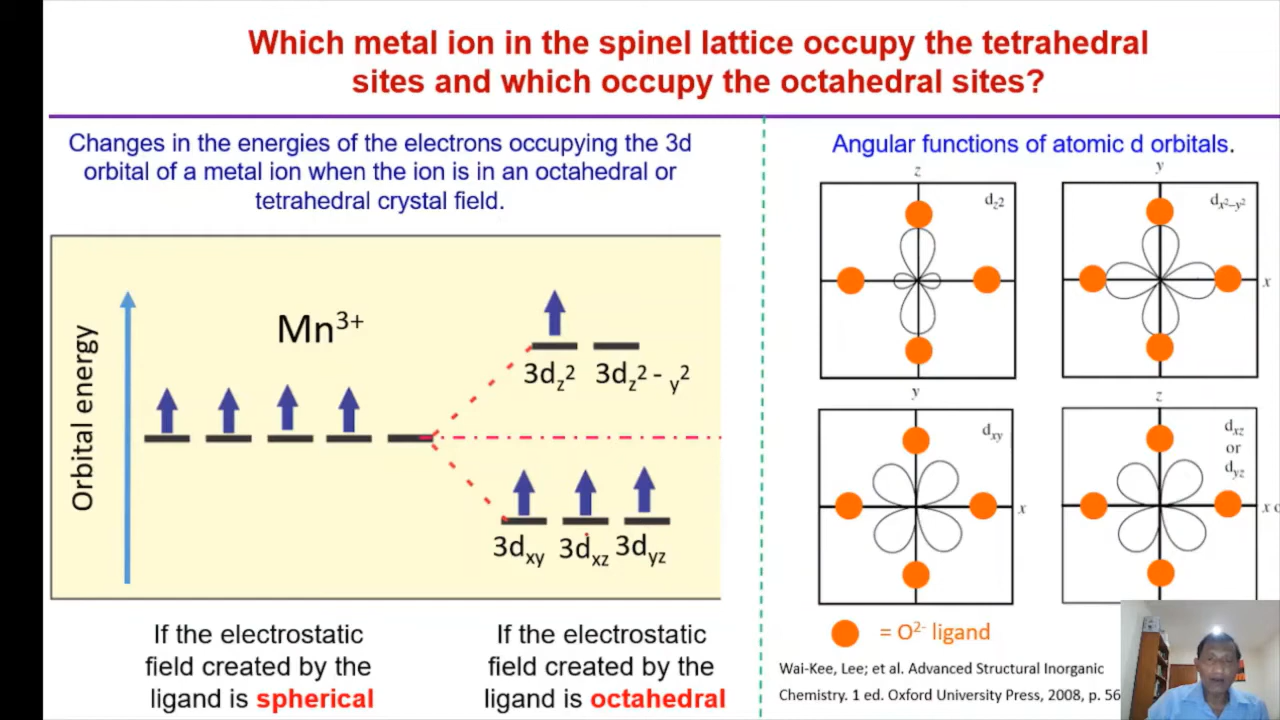 Which metal ion in the spinel lattice occupy the tetrahedral
sites and which occupy the octahedral sites?
Changes in the energies of the electrons occupying the 3d
orbital of a metal ion when the ion is in an octahedral or
tetrahedral crystal field.
Orbital energy
Mn³⁺
3d_z² 3d_z² - _y²
3d_xy 3d_xz 3d_yz
If the electrostatic
field created by the
ligand is spherical
If the electrostatic
field created by the
ligand is octahedral
Angular functions of atomic d orbitals.
z
d_z²
y
d_x²–y²
x
y
d_xy
x
z
d_xz
or
d_yz
x
= O²⁻ ligand
Wai-Kee, Lee; et al. Advanced Structural Inorganic
Chemistry. 1 ed. Oxford University Press, 2008, p. 56